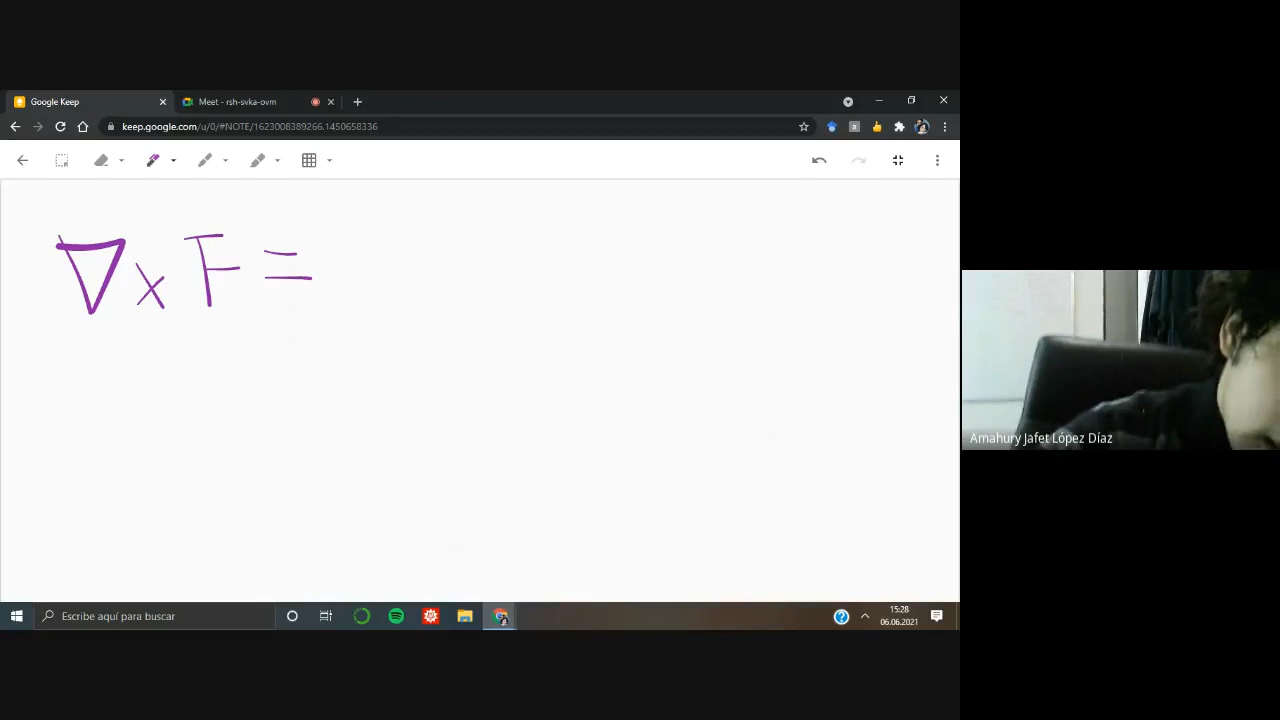 Google Keep
Meet - rsh-svka-ovm
keep.google.com/u/0/#NOTE/1623008389266.1450658336
∇ x F =
Amahury Jafet López Díaz
Escribe aquí para buscar
15:28
06.06.2021